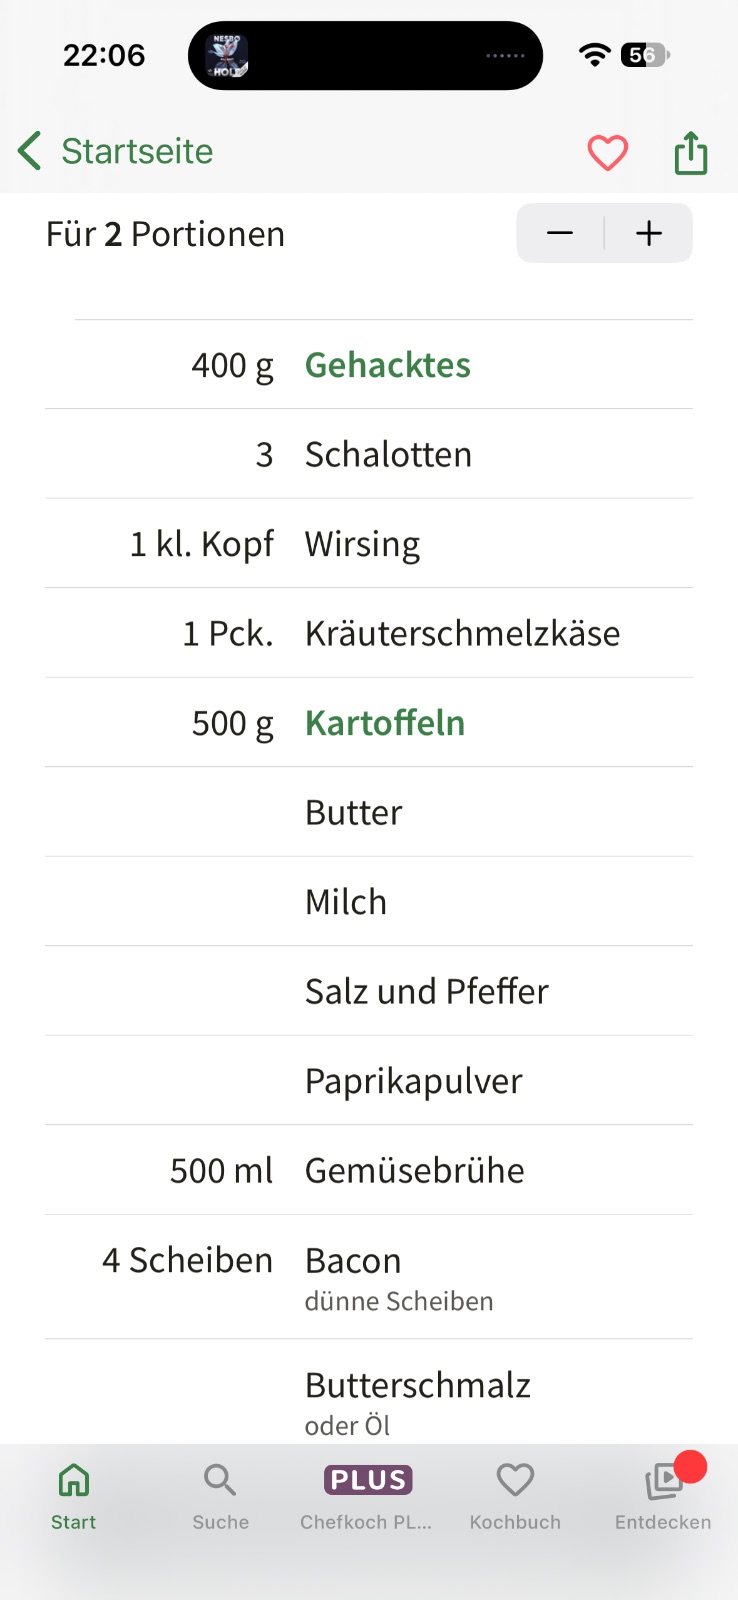 22:06
NESBO
HOLE
56
Startseite
Für 2 Portionen
400 g Gehacktes
3 Schalotten
1 kl. Kopf Wirsing
1 Pck. Kräuterschmelzkäse
500 g Kartoffeln
Butter
Milch
Salz und Pfeffer
Paprikapulver
500 ml Gemüsebrühe
4 Scheiben Bacon
dünne Scheiben
Butterschmalz
oder Öl
PLUS
Start Suche Chefkoch PL... Kochbuch Entdecken